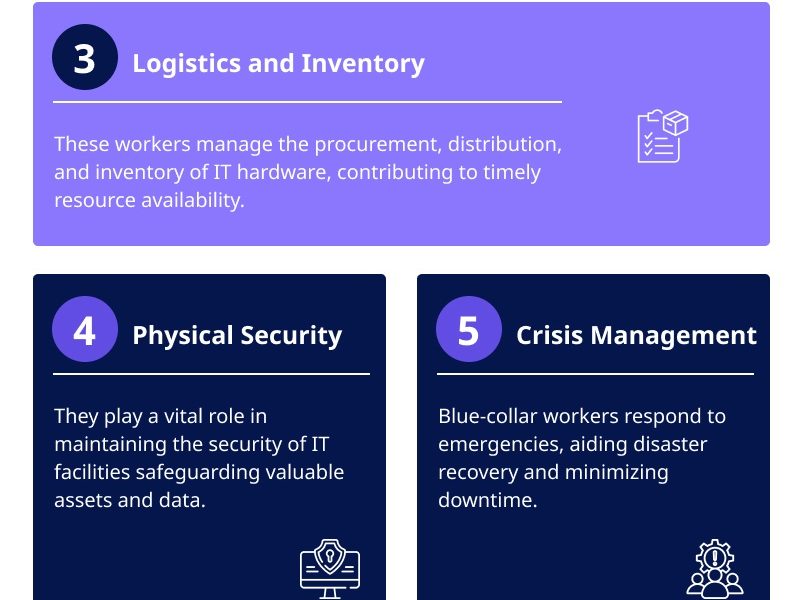 3
Logistics and Inventory
These workers manage the procurement, distribution,
and inventory of IT hardware, contributing to timely
resource availability.
4
Physical Security
They play a vital role in
maintaining the security of IT
facilities safeguarding valuable
assets and data.
5
Crisis Management
Blue-collar workers respond to
emergencies, aiding disaster
recovery and minimizing
downtime.